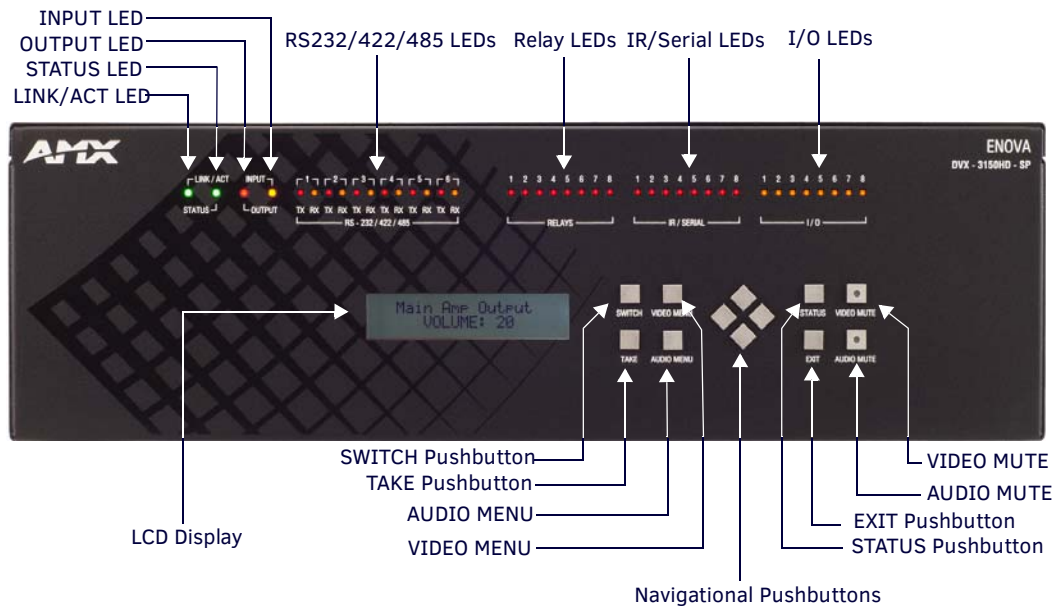 INPUT LED
OUTPUT LED
STATUS LED
LINK/ACT LED
RS232/422/485 LEDs
Relay LEDs
IR/Serial LEDs
I/O LEDs
AMX
ENOVA
DVX - 3150HD - SP
LINK / ACT
INPUT
STATUS
OUTPUT
1 2 3 4 5 6
TX RX TX RX TX RX TX RX TX RX TX RX
RS - 232 / 422 / 485
1 2 3 4 5 6 7 8
RELAYS
1 2 3 4 5 6 7 8
IR / SERIAL
1 2 3 4 5 6 7 8
I / O
Main Amp Output
VOLUME: 20
SWITCH
VIDEO MENU
TAKE
AUDIO MENU
STATUS
VIDEO MUTE
EXIT
AUDIO MUTE
SWITCH Pushbutton
TAKE Pushbutton
AUDIO MENU
VIDEO MENU
LCD Display
VIDEO MUTE
AUDIO MUTE
EXIT Pushbutton
STATUS Pushbutton
Navigational Pushbuttons